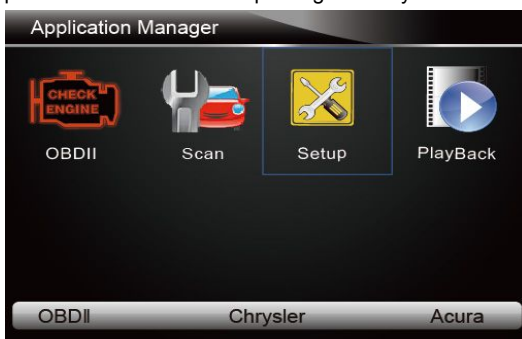 Application Manager
CHECK
ENGINE
OBDII Scan Setup PlayBack
OBDII Chrysler Acura